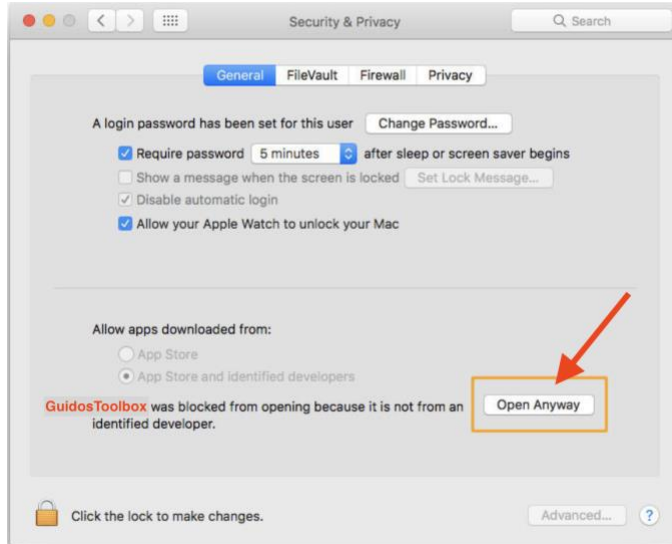 Security & Privacy
Search
General
FileVault
Firewall
Privacy
A login password has been set for this user
Change Password...
Require password
5 minutes
after sleep or screen saver begins
Show a message when the screen is locked
Set Lock Message...
Disable automatic login
Allow your Apple Watch to unlock your Mac
Allow apps downloaded from:
App Store
App Store and identified developers
GuidosToolbox was blocked from opening because it is not from an
identified developer.
Open Anyway
Click the lock to make changes.
Advanced...
?